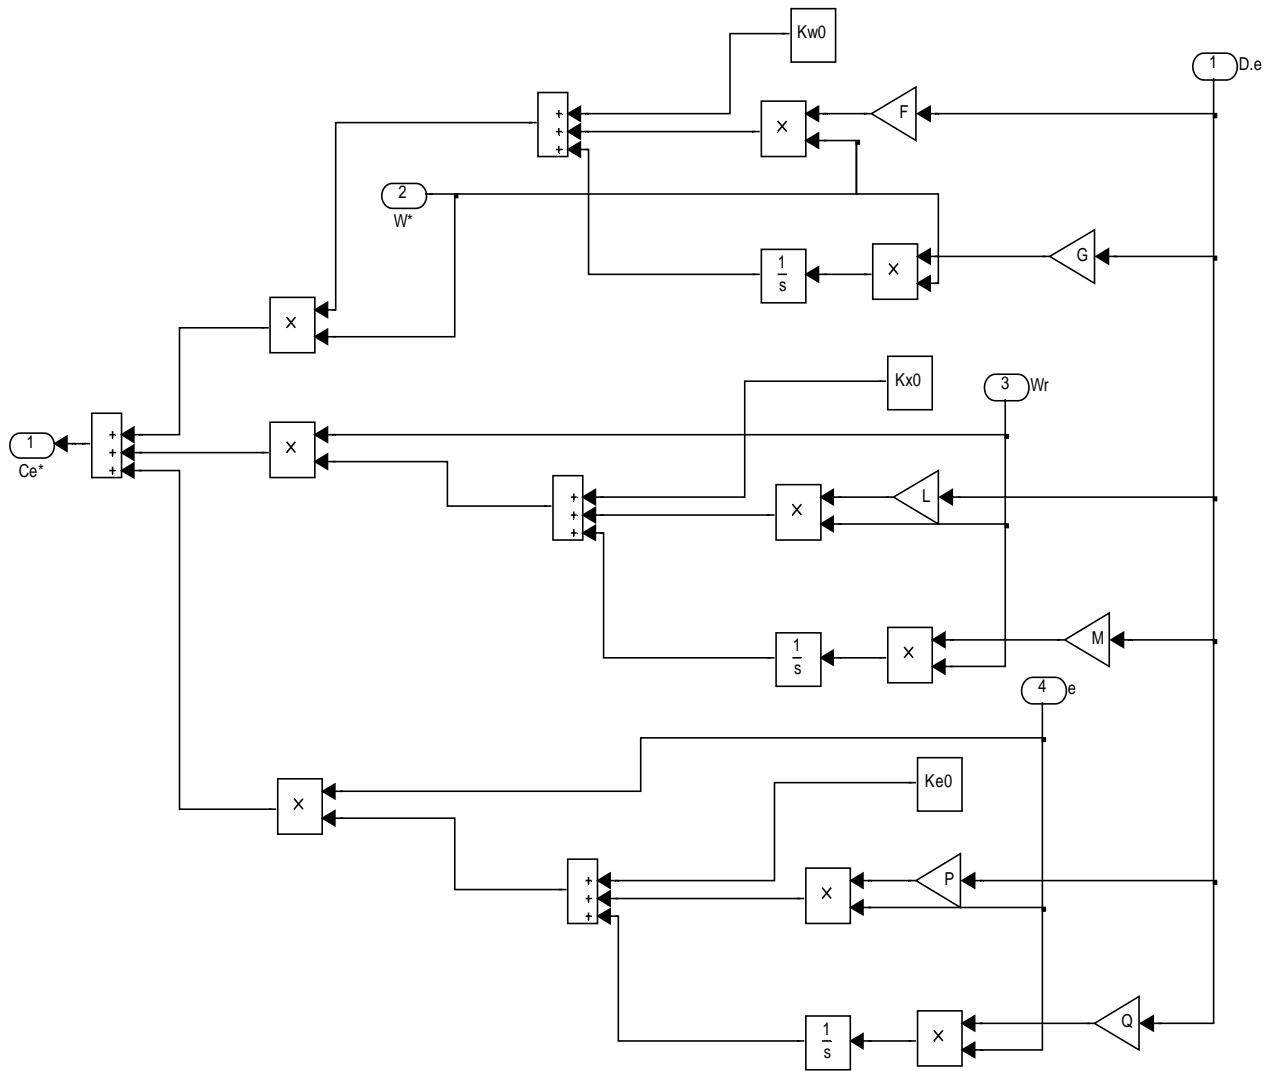 Kw0
1
D.e
+
+
+
×
F
2
W*
1
s
×
G
×
Kx0
3
Wr
1
Ce*
+
+
+
×
+
+
+
×
L
1
s
×
M
4
e
×
Ke0
+
+
+
×
P
1
s
×
Q